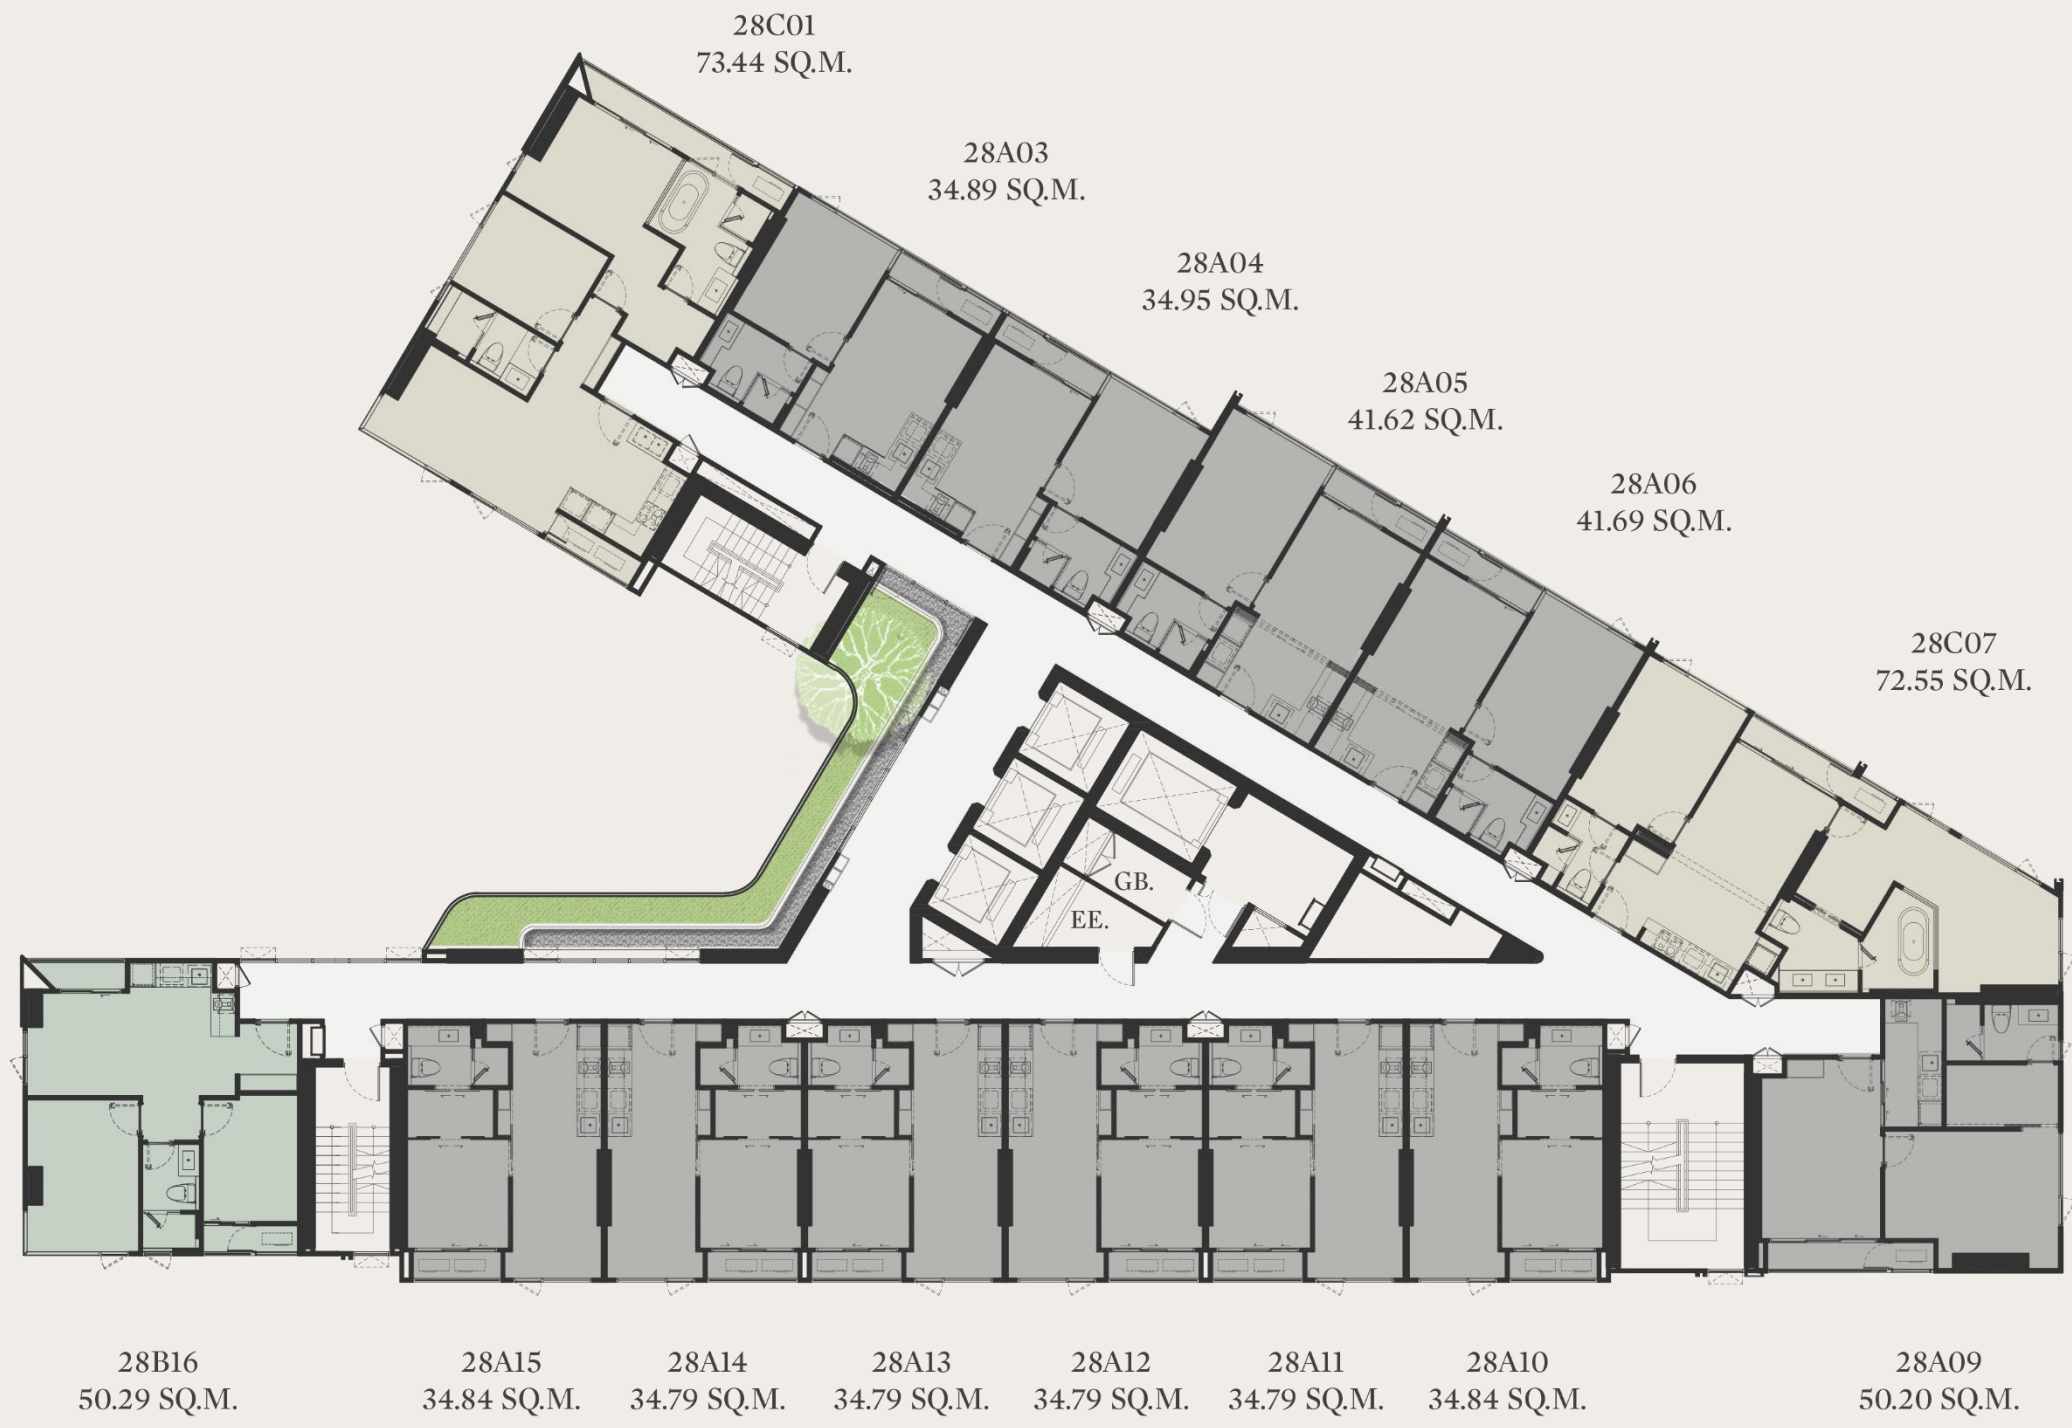 28C01
73.44 SQ.M.
28A03
34.89 SQ.M.
28A04
34.95 SQ.M.
28A05
41.62 SQ.M.
28A06
41.69 SQ.M.
28C07
72.55 SQ.M.
GB.
EE.
28B16
50.29 SQ.M.
28A15
34.84 SQ.M.
28A14
34.79 SQ.M.
28A13
34.79 SQ.M.
28A12
34.79 SQ.M.
28A11
34.79 SQ.M.
28A10
34.84 SQ.M.
28A09
50.20 SQ.M.